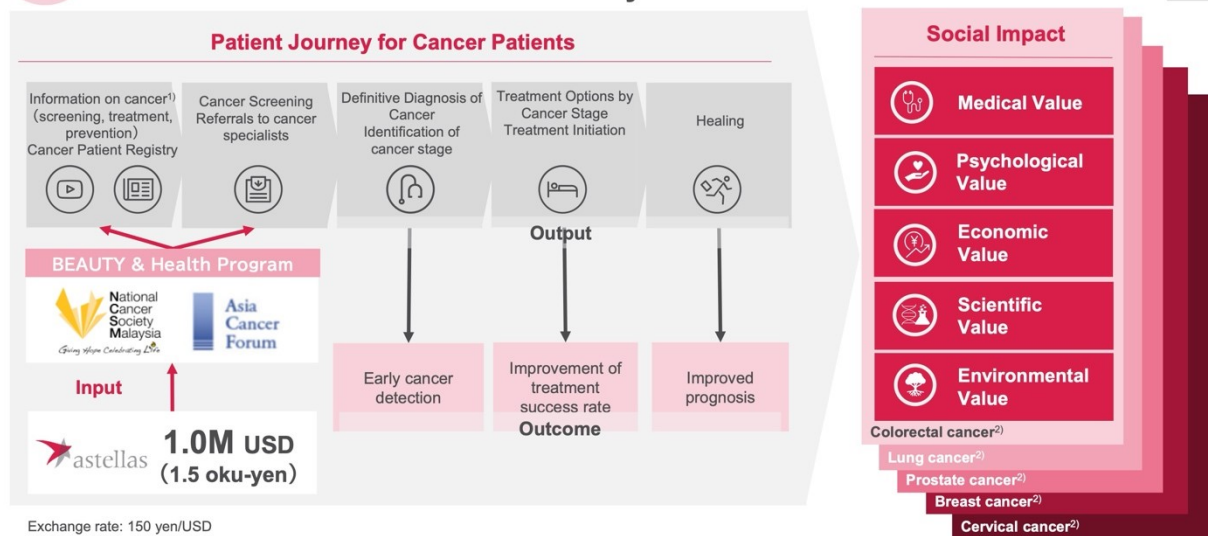 Patient Journey for Cancer Patients
Information on cancer1)
(screening, treatment,
prevention)
Cancer Patient Registry
Cancer Screening
Referrals to cancer
specialists
Definitive Diagnosis of
Cancer
Identification of
cancer stage
Treatment Options by
Cancer Stage
Treatment Initiation
Healing
Output
BEAUTY & Health Program
National
Cancer
Society
Malaysia
Giving Hope Celebrating Life
Asia
Cancer
Forum
Input
astellas
1.0M USD
(1.5 oku-yen)
Early cancer
detection
Improvement of
treatment
success rate
Improved
prognosis
Outcome
Exchange rate: 150 yen/USD
Social Impact
Medical Value
Psychological
Value
Economic
Value
Scientific
Value
Environmental
Value
Colorectal cancer2)
Lung cancer2)
Prostate cancer2)
Breast cancer2)
Cervical cancer2)